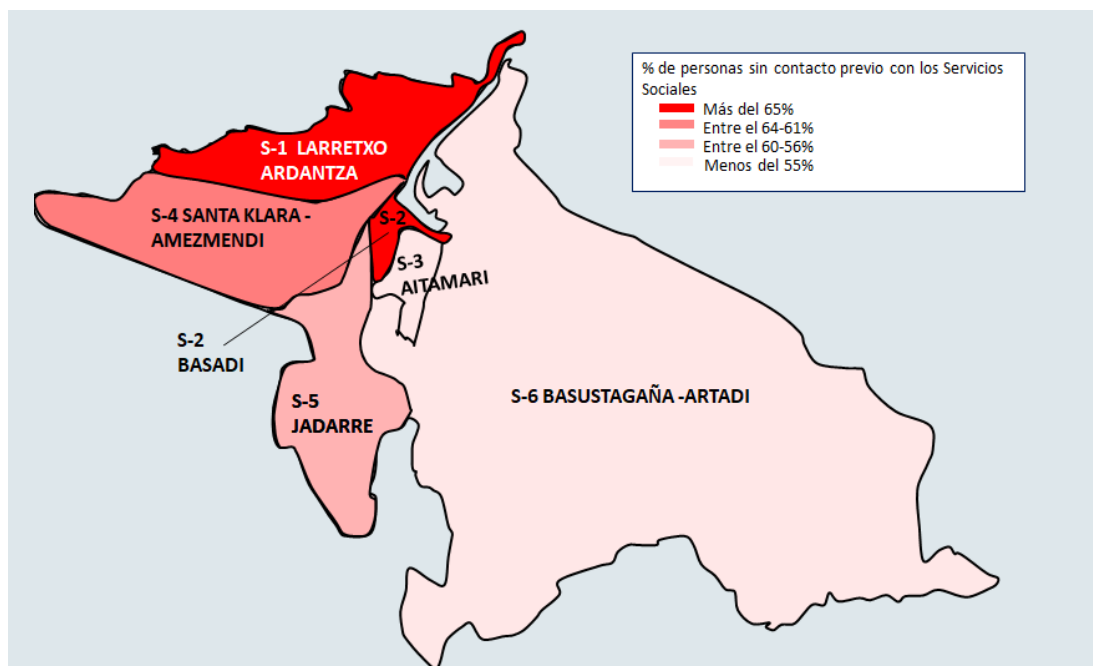 % de personas sin contacto previo con los Servicios
Sociales
Más del 65%
Entre el 64-61%
Entre el 60-56%
Menos del 55%
S-1 LARRETXO
ARDANTZA
S-4 SANTA KLARA -
AMEZMENDI
S-2
S-3
AITAMARI
S-2
BASADI
S-5
JADARRE
S-6 BASUSTAGAÑA -ARTADI